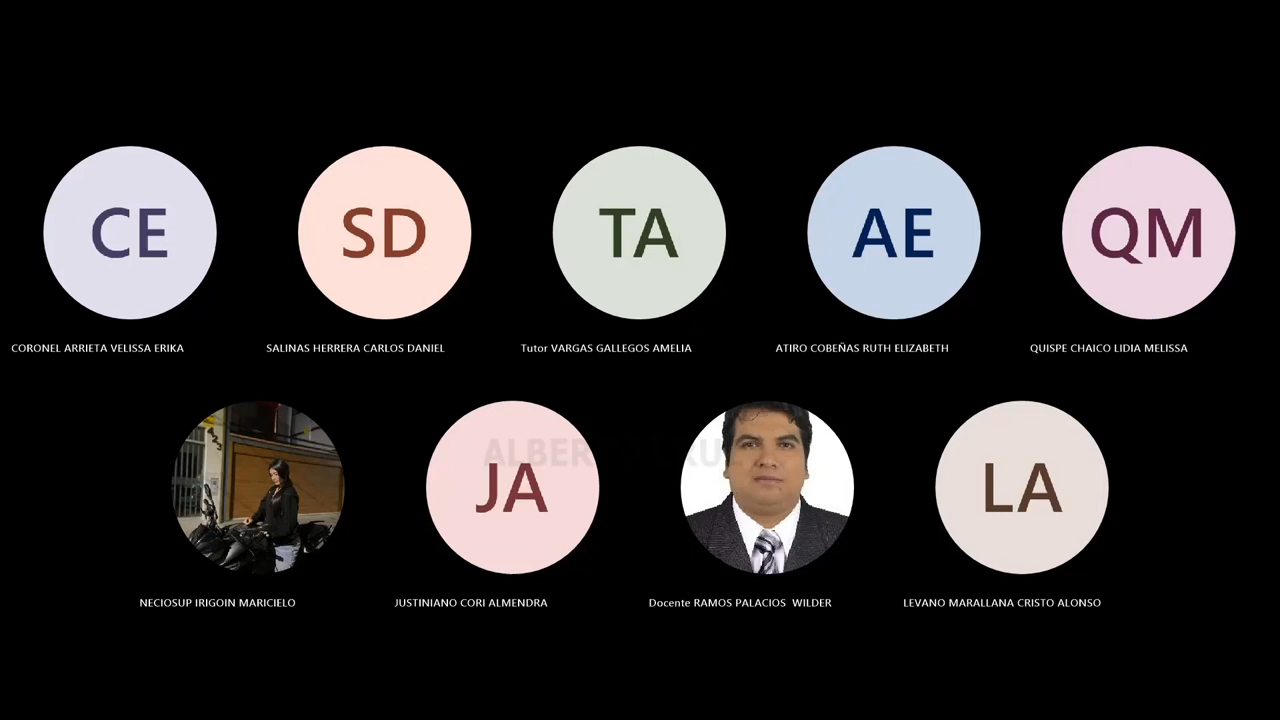 CE
SD
TA
AE
QM
CORONEL ARRIETA VELISSA ERIKA
SALINAS HERRERA CARLOS DANIEL
Tutor VARGAS GALLEGOS AMELIA
ATIRO COBEÑAS RUTH ELIZABETH
QUISPE CHAICO LIDIA MELISSA
JA
LA
NECIOSUP IRIGOIN MARICIELO
JUSTINIANO CORI ALMENDRA
Docente RAMOS PALACIOS WILDER
LEVANO MARALLANA CRISTO ALONSO